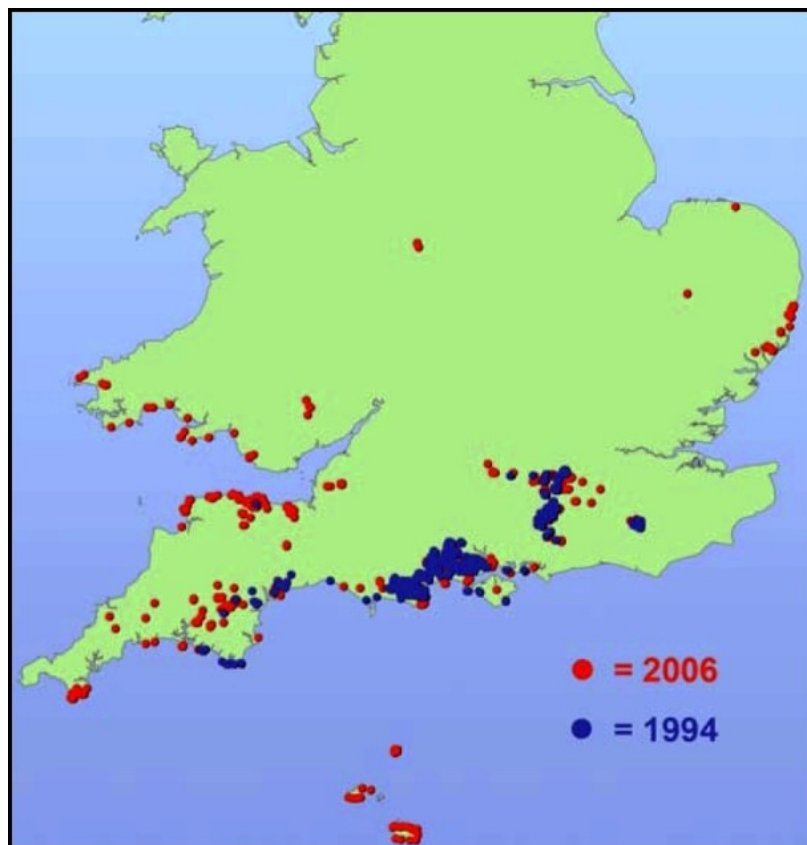 = 2006
= 1994